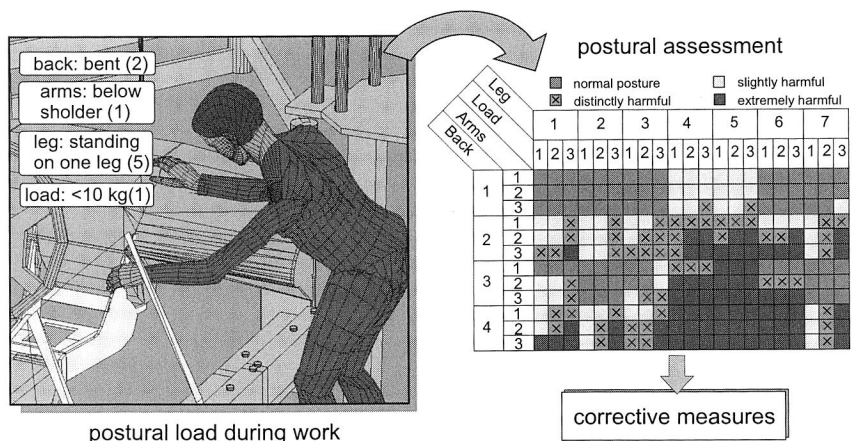 back: bent (2)
arms: below
sholder (1)
leg: standing
on one leg (5)
load: <10 kg(1)
postural load during work
postural assessment
normal posture
slightly harmful
distinctly harmful
extremely harmful
Leg
Load
Arms
Back
1 2 3 4 5 6 7
1 2 3 1 2 3 1 2 3 1 2 3 1 2 3 1 2 3 1 2 3
1
1
2
3
2
1
2
3
3
1
2
3
4
1
2
3
corrective measures